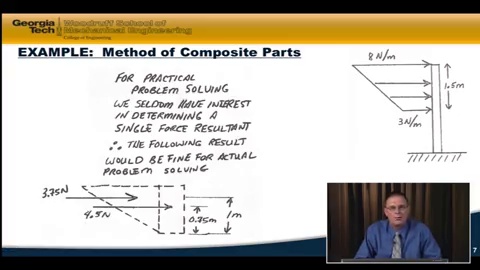 Georgia Tech
Woodruff School of
Mechanical Engineering
College of Engineering
EXAMPLE: Method of Composite Parts
FOR PRACTICAL
PROBLEM SOLVING
WE SELDOM HAVE INTEREST
IN DETERMINING A
SINGLE FORCE RESULTANT
∴ THE FOLLOWING RESULT
WOULD BE FINE FOR ACTUAL
PROBLEM SOLVING
8 N/m
1.5m
3 N/m
3.75N
4.5N
0.75m
1m
7